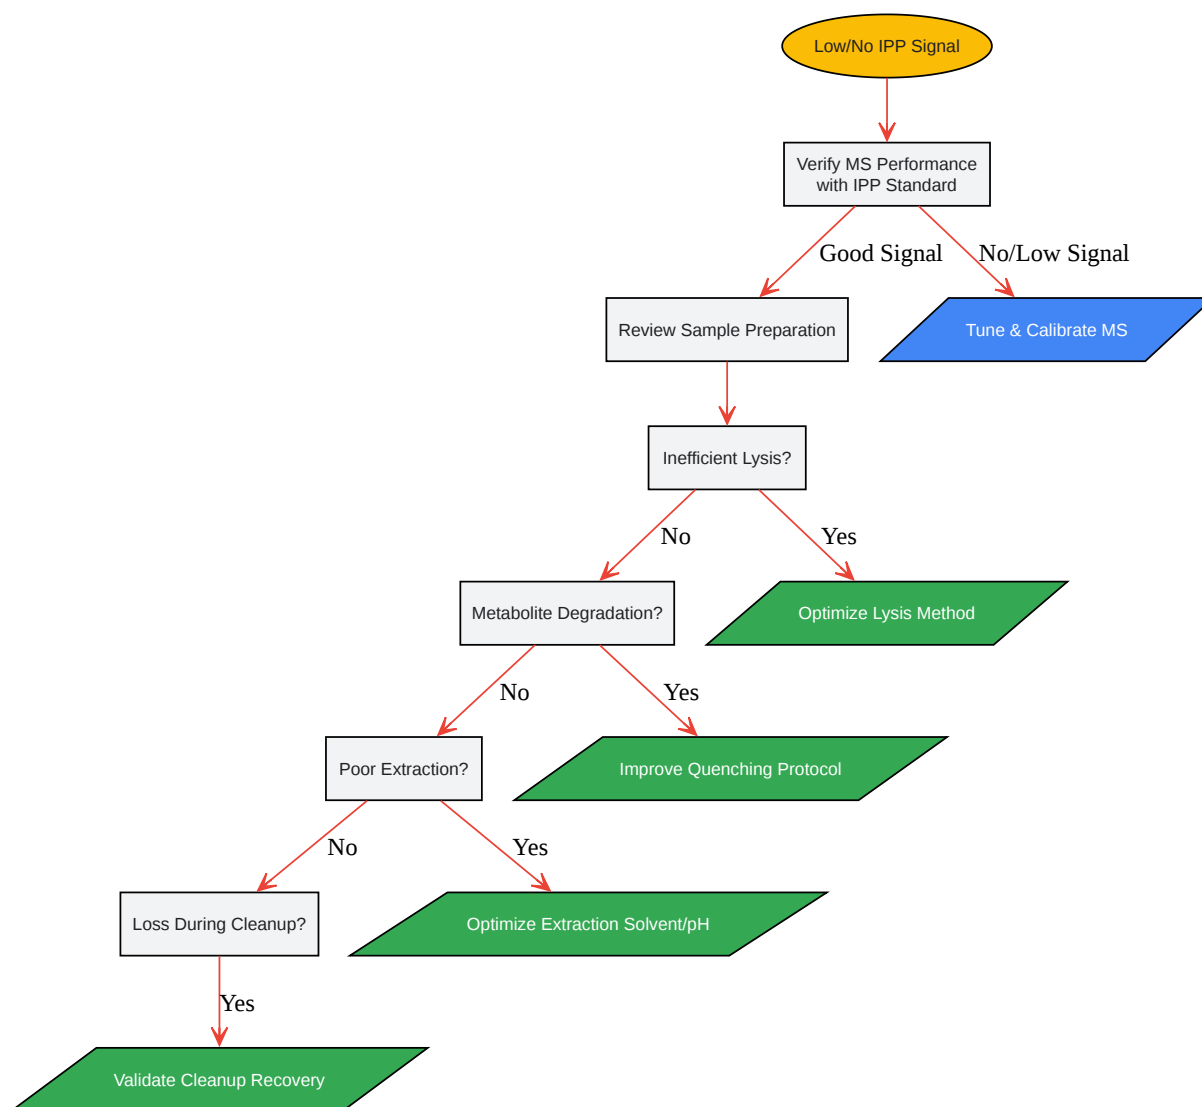 Low/No IPP Signal
Verify MS Performance
with IPP Standard
Good Signal
No/Low Signal
Review Sample Preparation
Tune & Calibrate MS
Inefficient Lysis?
No
Yes
Metabolite Degradation?
Optimize Lysis Method
No
Yes
Poor Extraction?
Improve Quenching Protocol
No
Yes
Loss During Cleanup?
Optimize Extraction Solvent/pH
Yes
Validate Cleanup Recovery